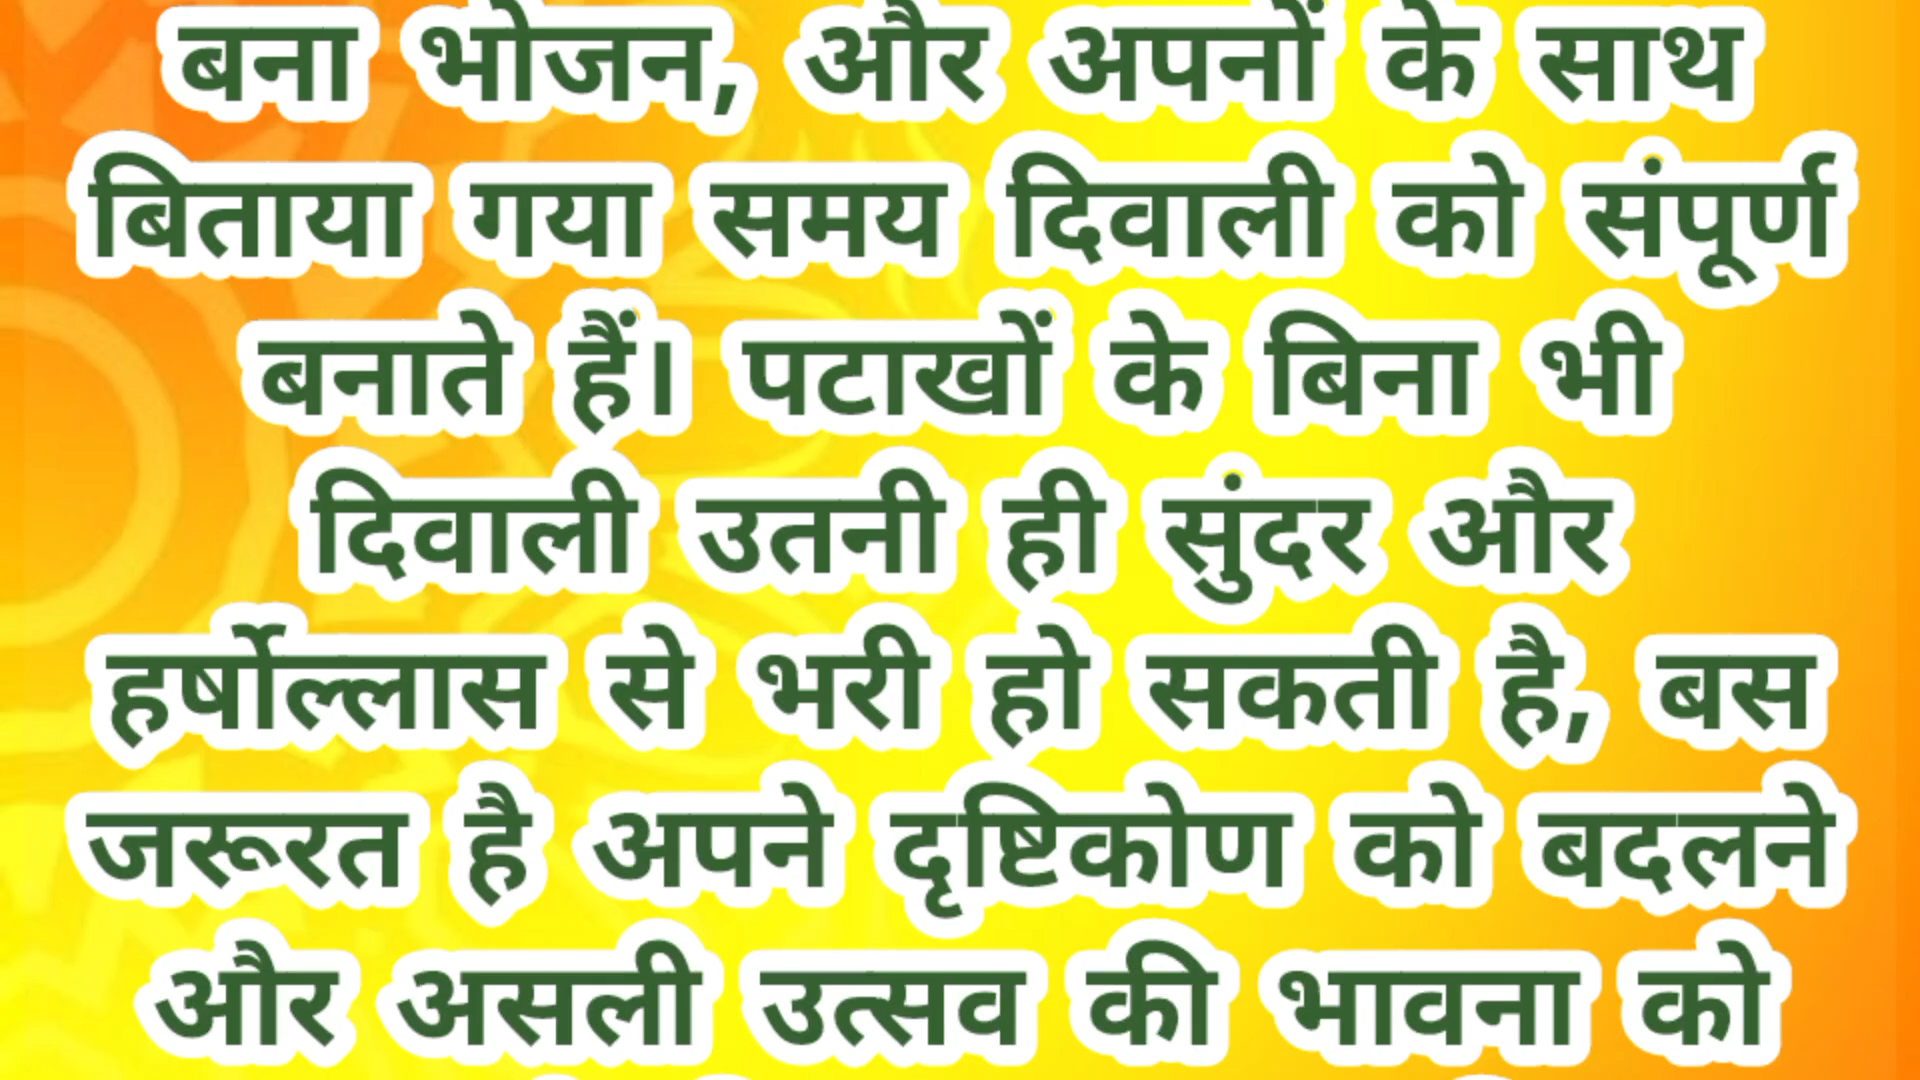 बना भोजन, और अपनों के साथ
बिताया गया समय दिवाली को संपूर्ण
बनाते हैं। पटाखों के बिना भी
दिवाली उतनी ही सुंदर और
हर्षोल्लास से भरी हो सकती है, बस
जरूरत है अपने दृष्टिकोण को बदलने
और असली उत्सव की भावना को